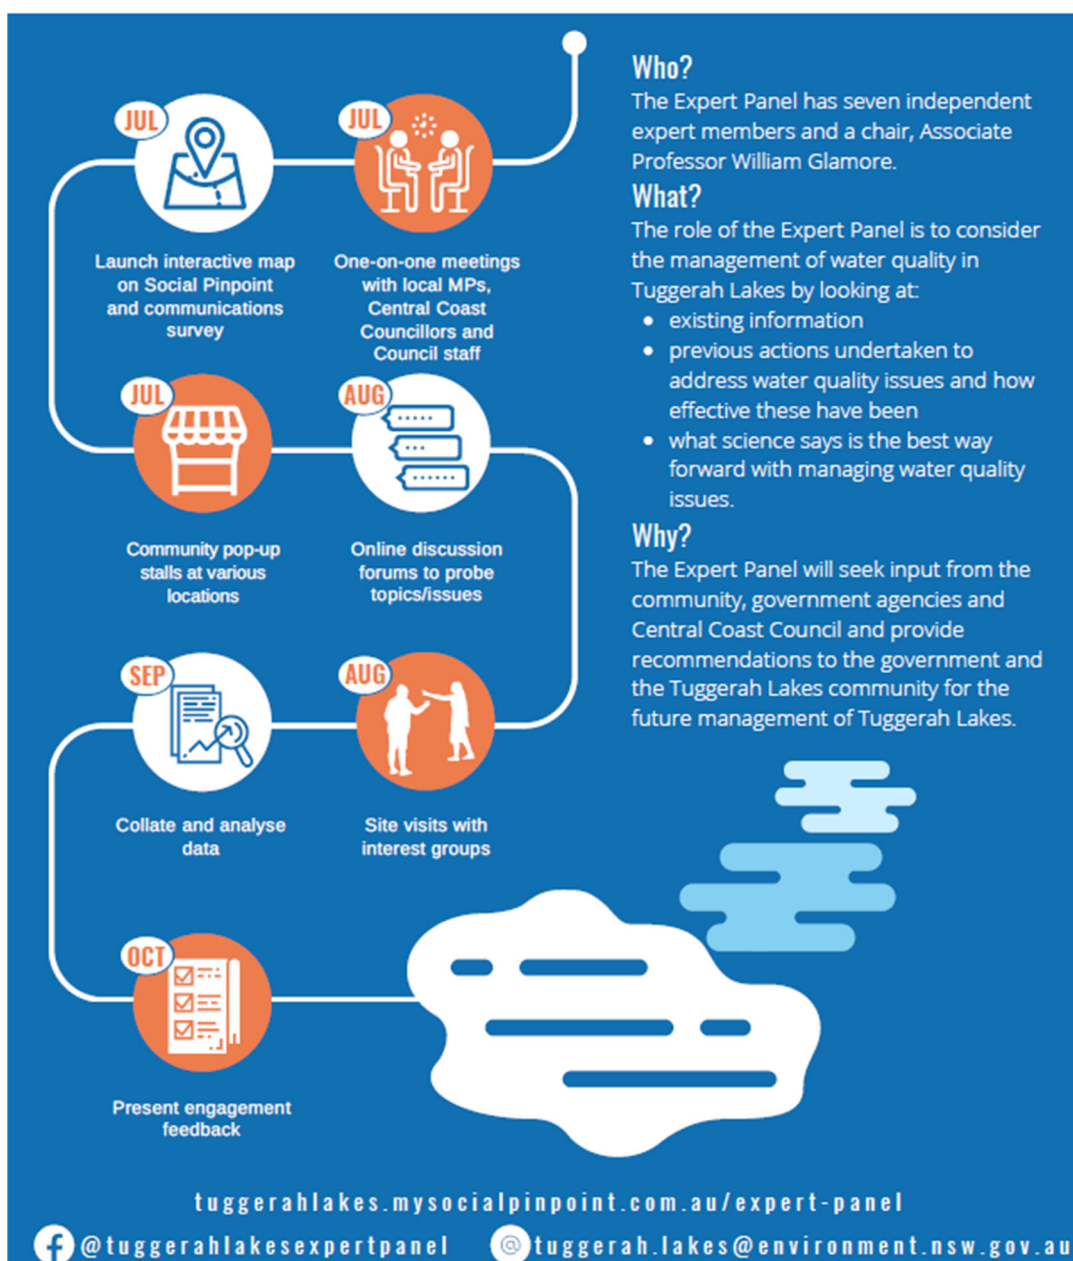 JUL
One-on-one meetings
with local MPs,
Central Coast
Councillors and
Council staff
JUL
Launch interactive map
on Social Pinpoint
and communications
survey
JUL
Community pop-up
stalls at various
locations
AUG
Online discussion
forums to probe
topics/issues
AUG
Site visits with
interest groups
SEP
Collate and analyse
data
OCT
Present engagement
feedback
Who?
The Expert Panel has seven independent
expert members and a chair, Associate
Professor William Glamore.
What?
The role of the Expert Panel is to consider
the management of water quality in
Tuggerah Lakes by looking at:
• existing information
• previous actions undertaken to
address water quality issues and how
effective these have been
• what science says is the best way
forward with managing water quality
issues.
Why?
The Expert Panel will seek input from the
community, government agencies and
Central Coast Council and provide
recommendations to the government and
the Tuggerah Lakes community for the
future management of Tuggerah Lakes.
tuggerahlakes.mysocialpinpoint.com.au/expert-panel
f @tuggerahlakesexpertpanel @ tuggerah.lakes@environment.nsw.gov.au